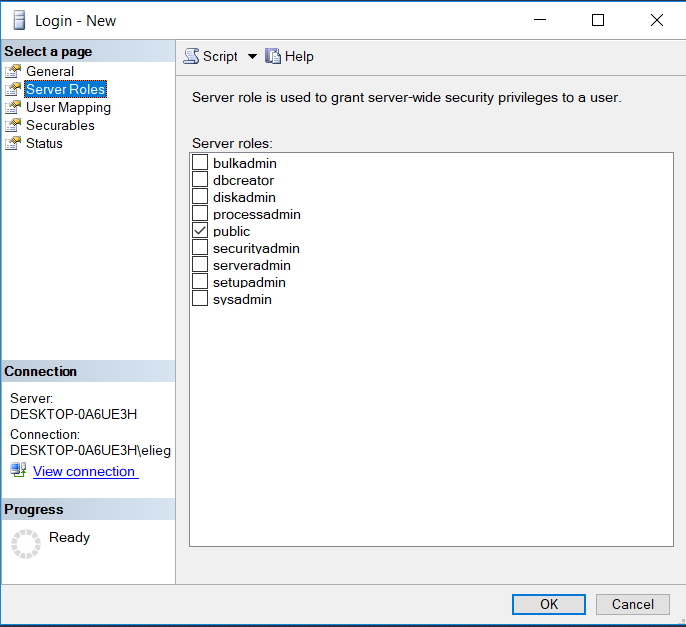 Login - New
Select a page
General
Server Roles
User Mapping
Securables
Status
Script
Help
Server role is used to grant server-wide security privileges to a user.
Server roles:
bulkadmin
dbcreator
diskadmin
processadmin
public
securityadmin
serveradmin
setupadmin
sysadmin
Connection
Server:
DESKTOP-0A6UE3H
Connection:
DESKTOP-0A6UE3H\elieg
View connection
Progress
Ready
OK
Cancel